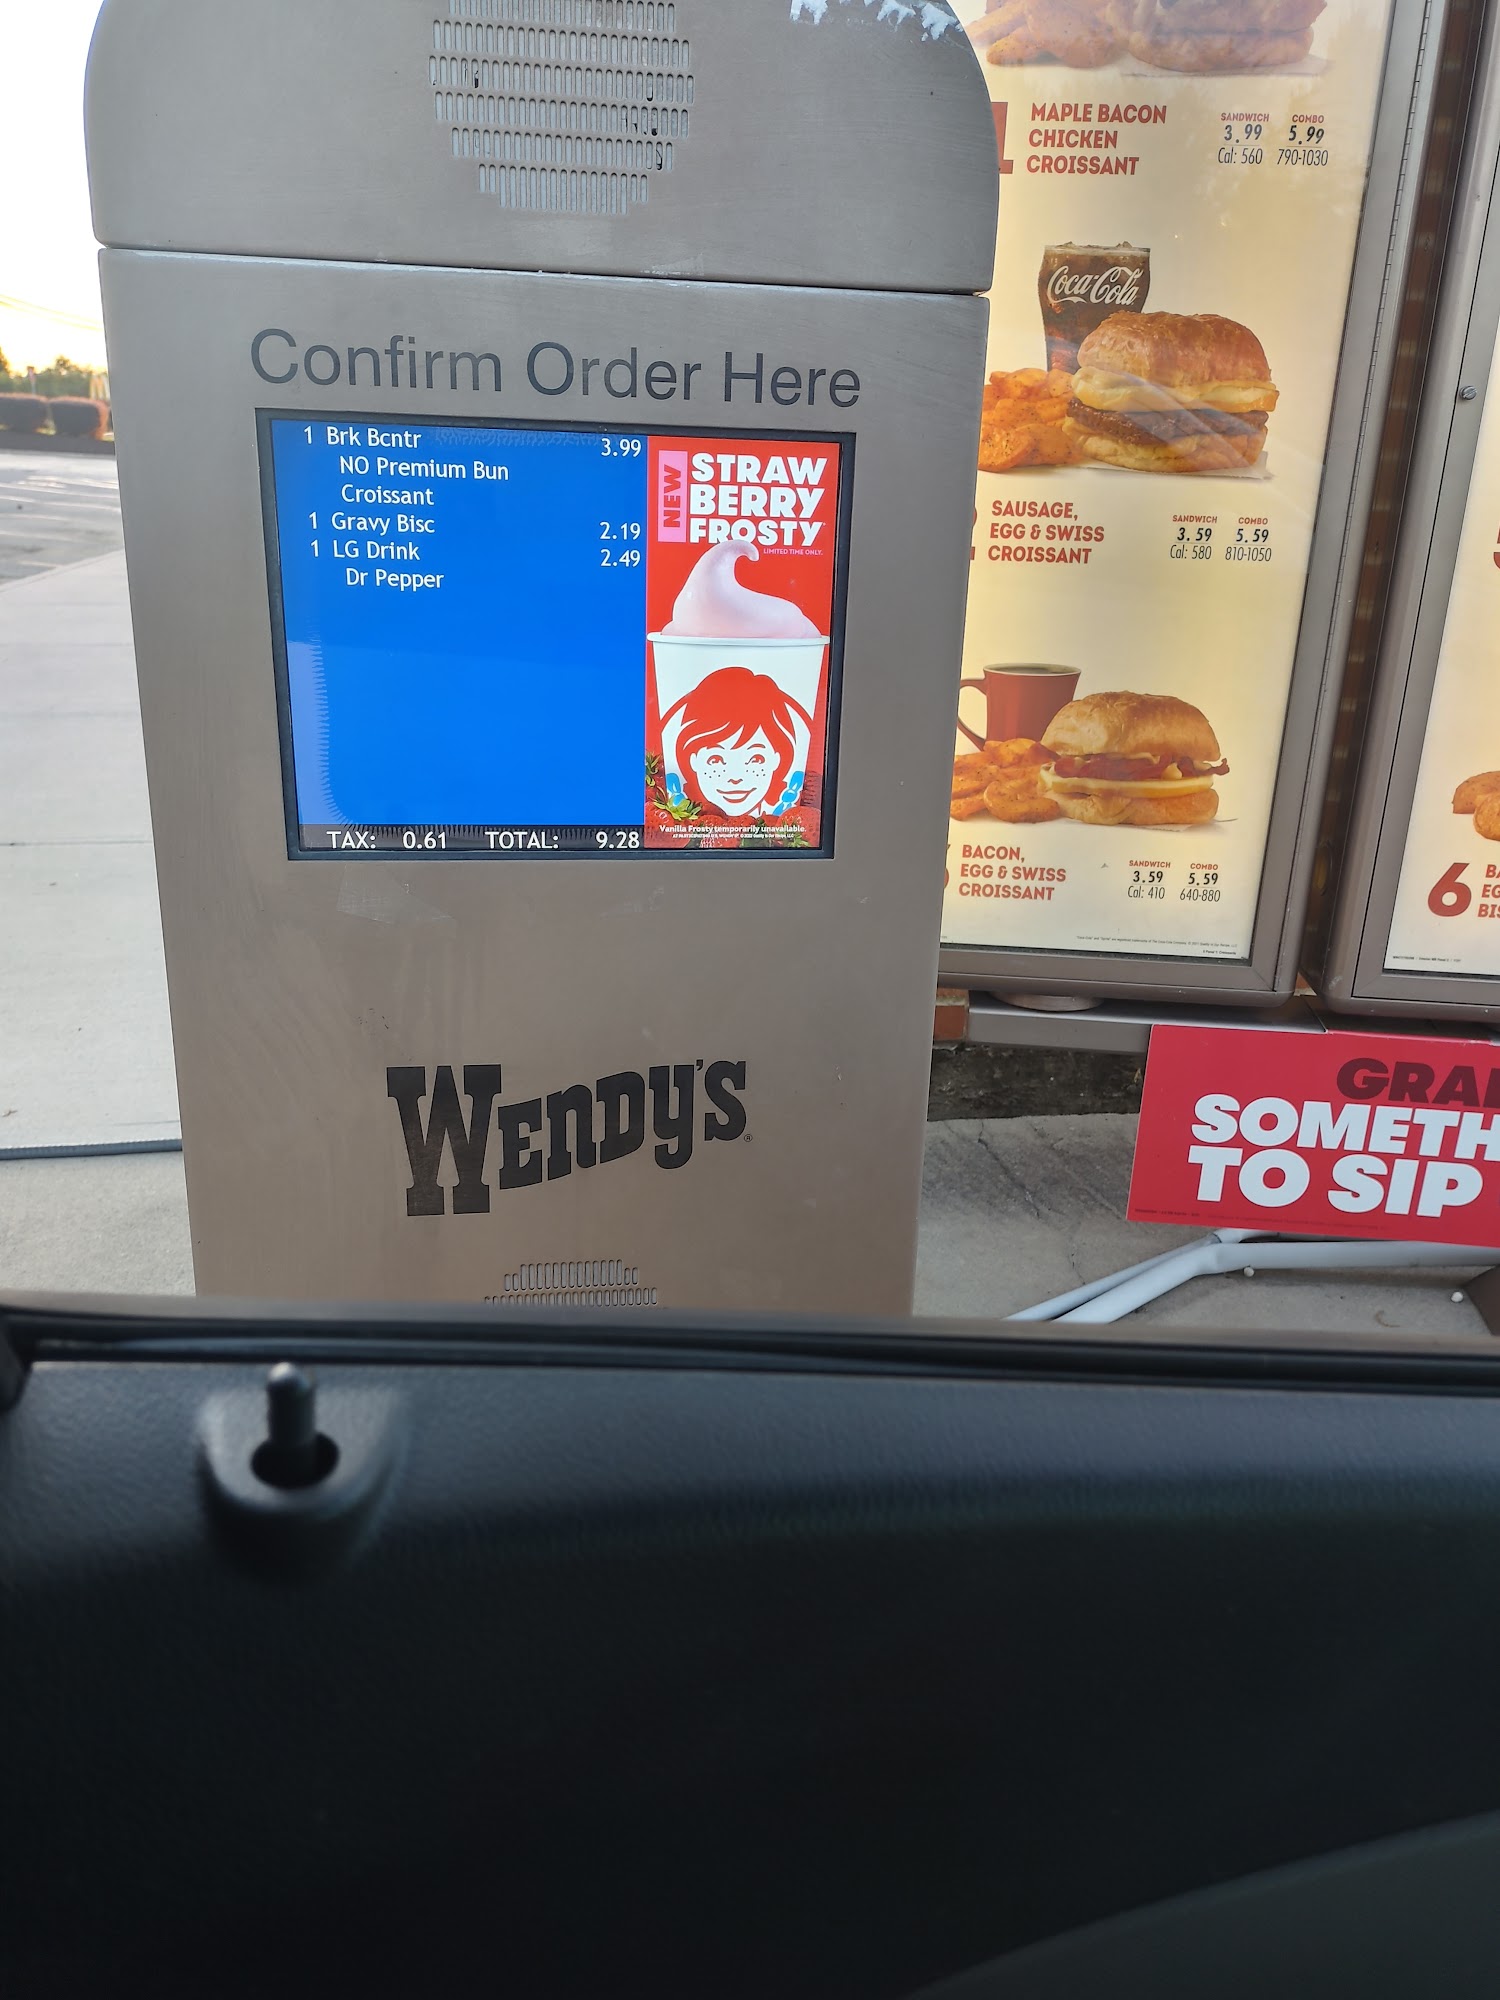 Confirm Order Here
1 Brk Bcntr 3.99
NO Premium Bun
Croissant
1 Gravy Bisc 2.19
1 LG Drink 2.49
Dr Pepper
TAX: 0.61 TOTAL: 9.28
NEW
STRAW
BERRY
FROSTY
LIMITED TIME ONLY.
Vanilla Frosty temporarily unavailable.
WENDY'S®
MAPLE BACON
CHICKEN
CROISSANT
SANDWICH COMBO
3.99 5.99
Cal: 560 790-1030
Coca-Cola
SAUSAGE,
EGG & SWISS
CROISSANT
SANDWICH COMBO
3.59 5.59
Cal: 580 810-1050
BACON,
EGG & SWISS
CROISSANT
SANDWICH COMBO
3.59 5.59
Cal: 410 640-880
6
BA
EG
BIS
GRA
SOMETH
TO SIP